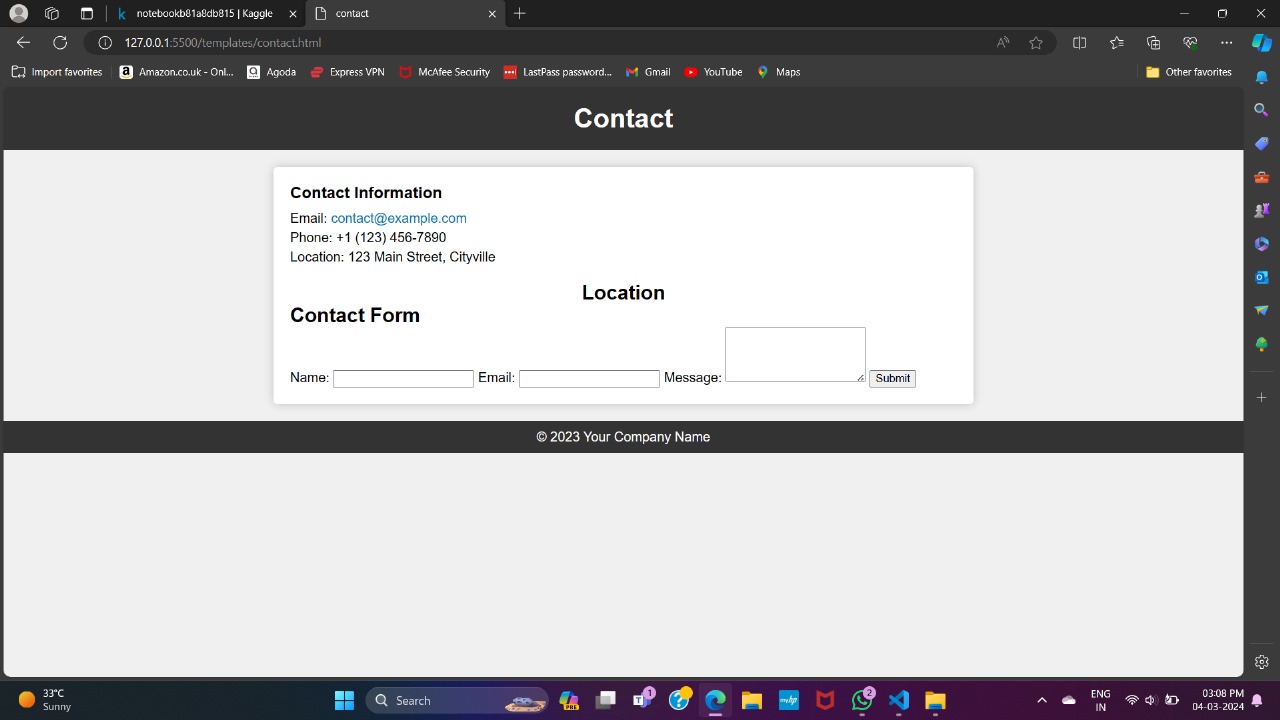 notebookb81a8db815 | Kaggle
contact
127.0.0.1:5500/templates/contact.html
Import favorites
Amazon.co.uk - Onl...
Agoda
Express VPN
McAfee Security
LastPass password...
Gmail
YouTube
Maps
Other favorites
Contact
Contact Information
Email: contact@example.com
Phone: +1 (123) 456-7890
Location: 123 Main Street, Cityville
Location
Contact Form
Name: Email: Message: Submit
© 2023 Your Company Name
33°C
Sunny
Search
PRE
1
2
ENG
IN
03:08 PM
04-03-2024